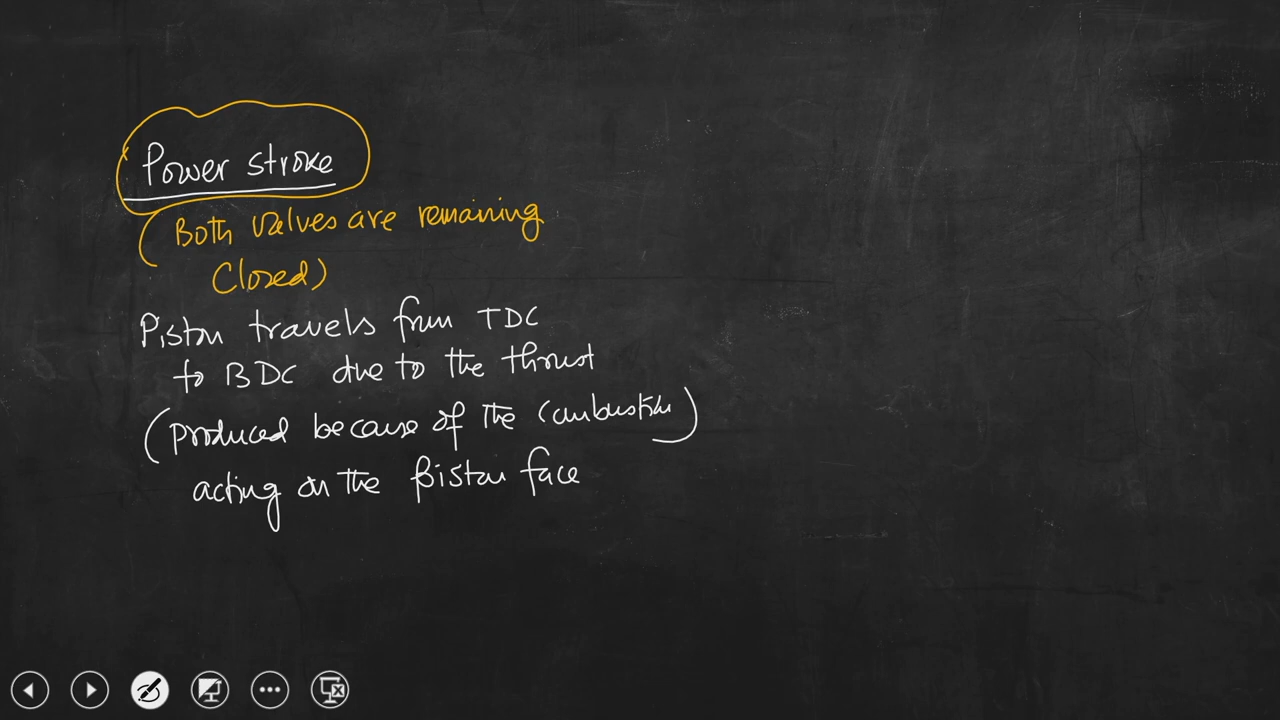 Power stroke
(Both valves are remaining
Closed)
Piston travels from TDC
to BDC due to the thrust
(produced because of the combustion)
acting on the piston face